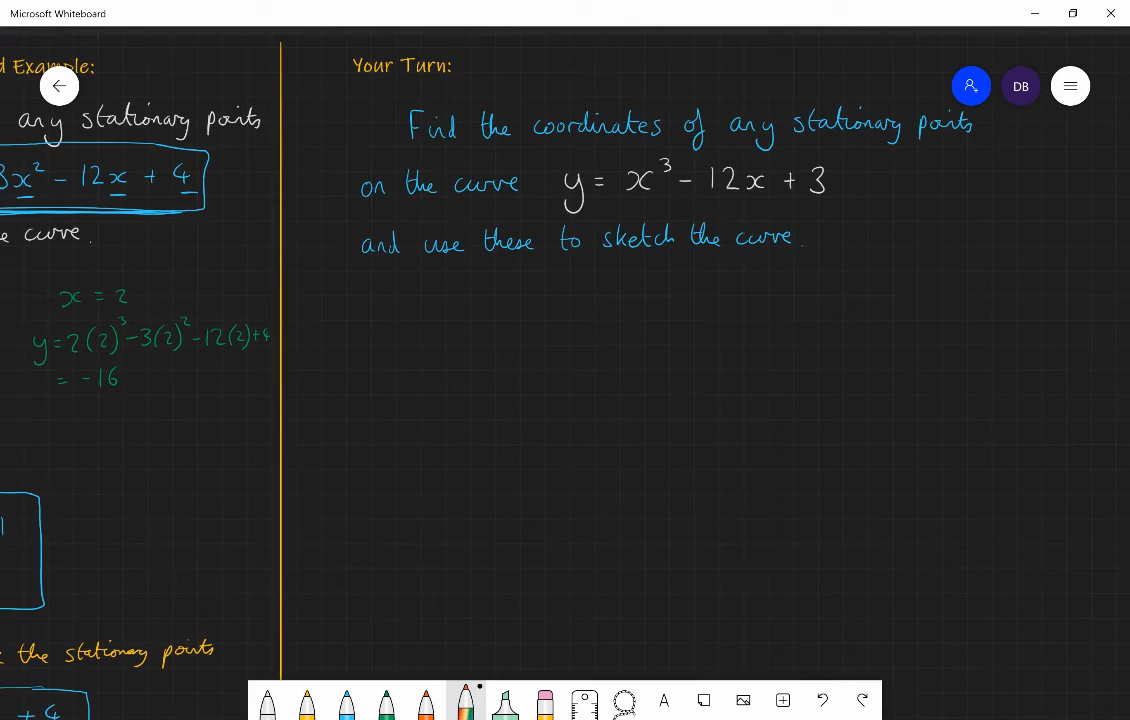 Microsoft Whiteboard
Example:
any stationary points
x² - 12x + 4
curve.
x = 2
y = 2(2)³ - 3(2)² - 12(2) + 4
= -16
the stationary points
+ 4
Your Turn:
DB
Find the coordinates of any stationary points
on the curve y = x³ - 12x + 3
and use these to sketch the curve.
A